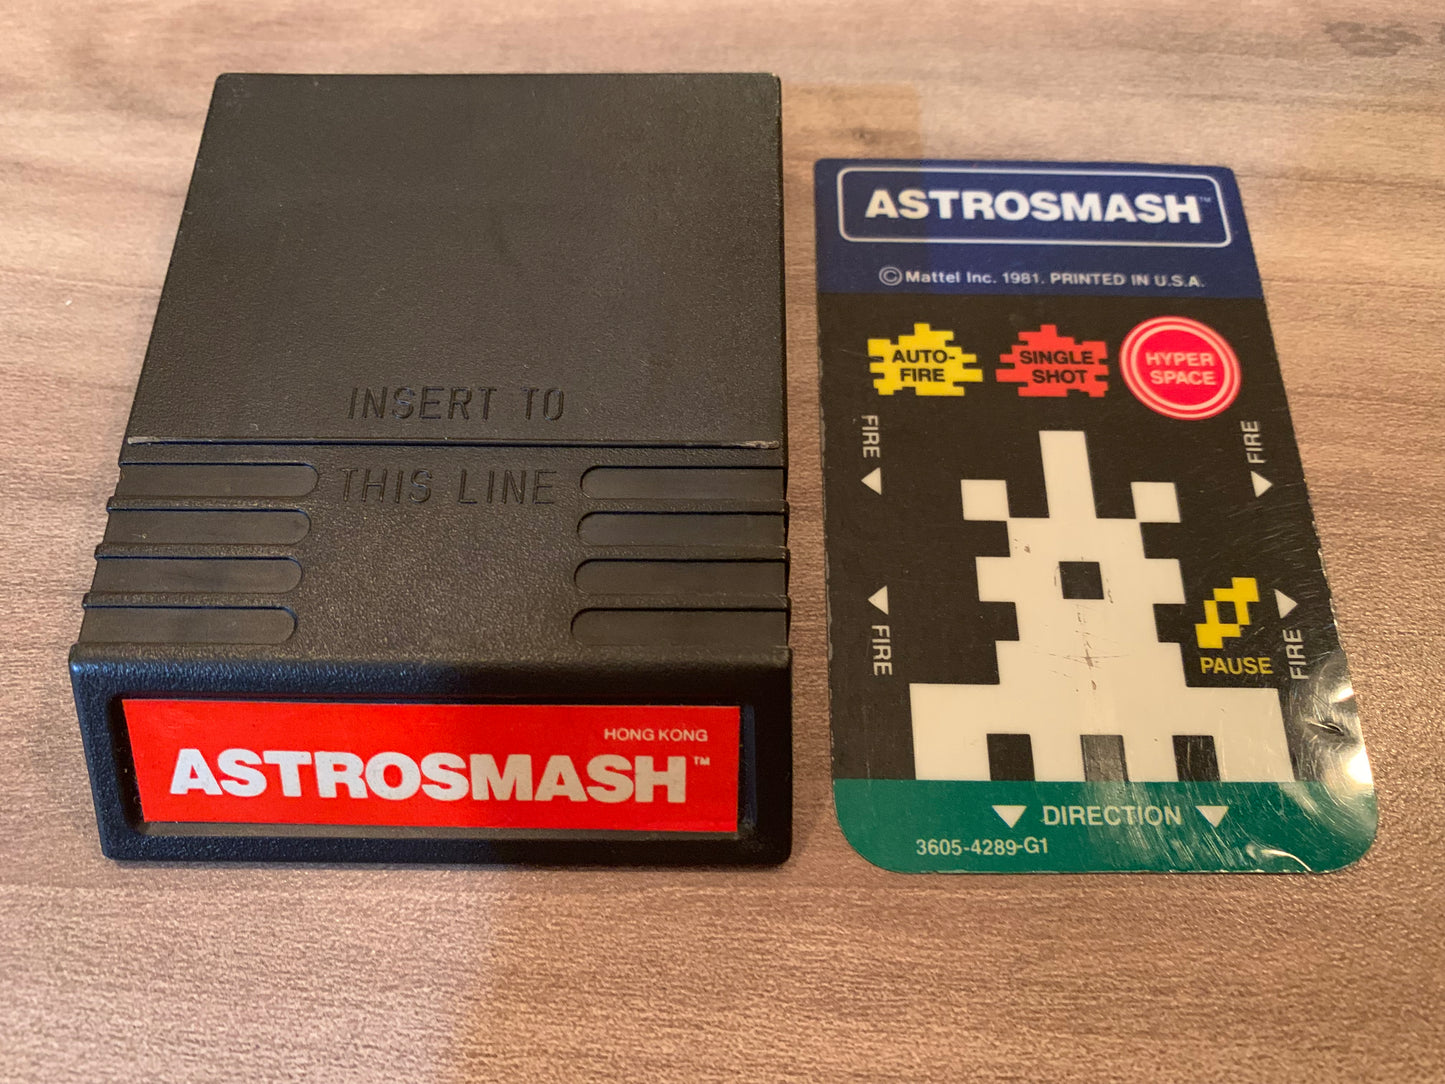 INSERT TO
THIS LINE
HONG KONG
ASTROSMASH™
ASTROSMASH™
©Mattel Inc. 1981. PRINTED IN U.S.A.
AUTO-
FIRE
SINGLE
SHOT
HYPER
SPACE
FIRE
FIRE
FIRE
FIRE
PAUSE
DIRECTION
3605-4289-G1